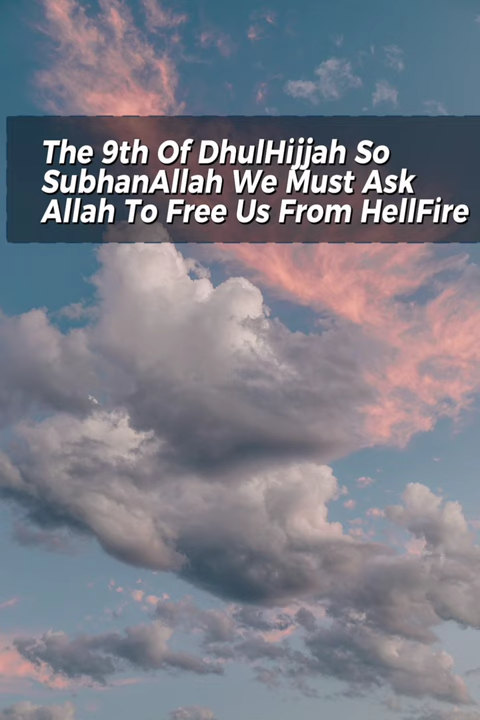 The 9th Of DhulHijjah So
SubhanAllah We Must Ask
Allah To Free Us From HellFire